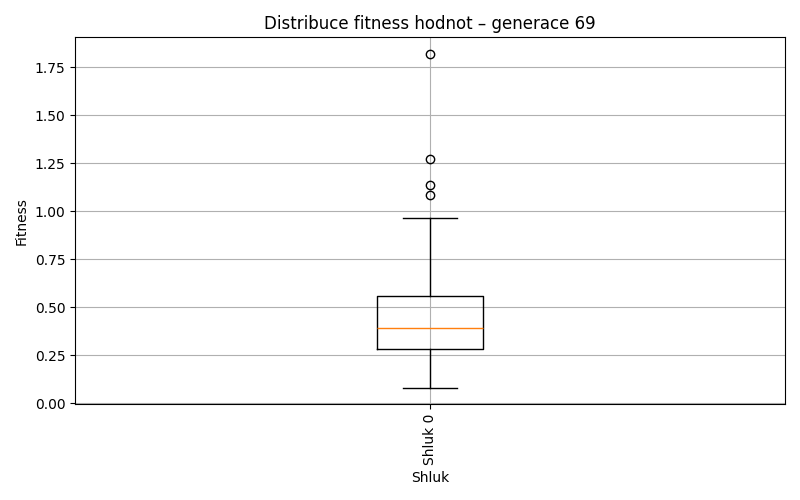 Distribuce fitness hodnot – generace 69
1.75
1.50
1.25
1.00
0.75
0.50
0.25
0.00
Fitness
Shluk 0
Shluk